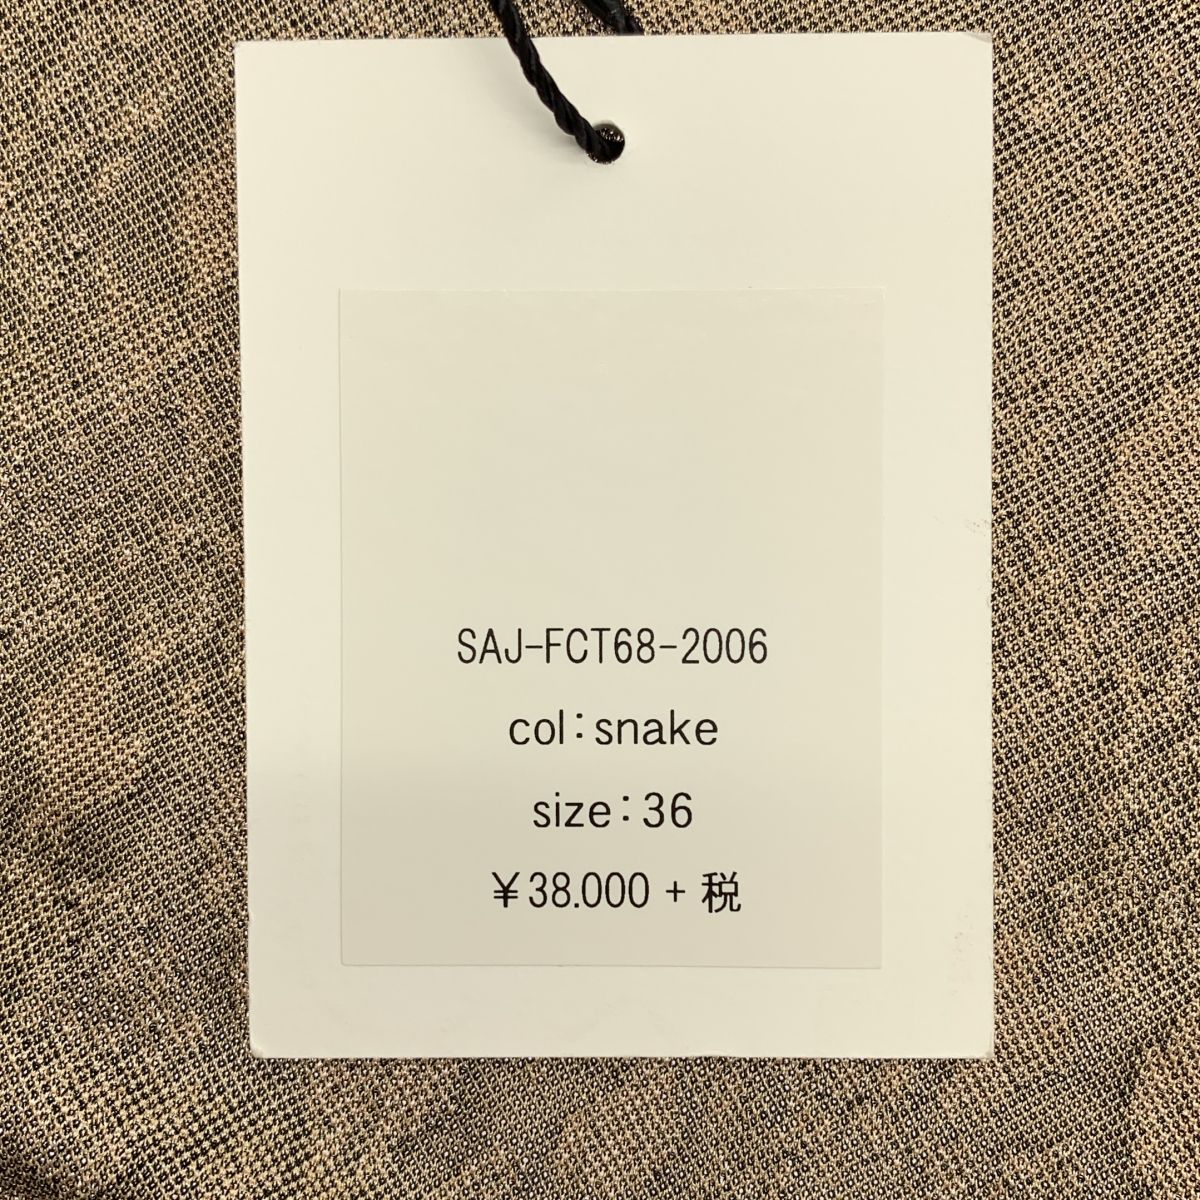 SAJ-FCT68-2006
col:snake
size:36
¥38.000 + 税